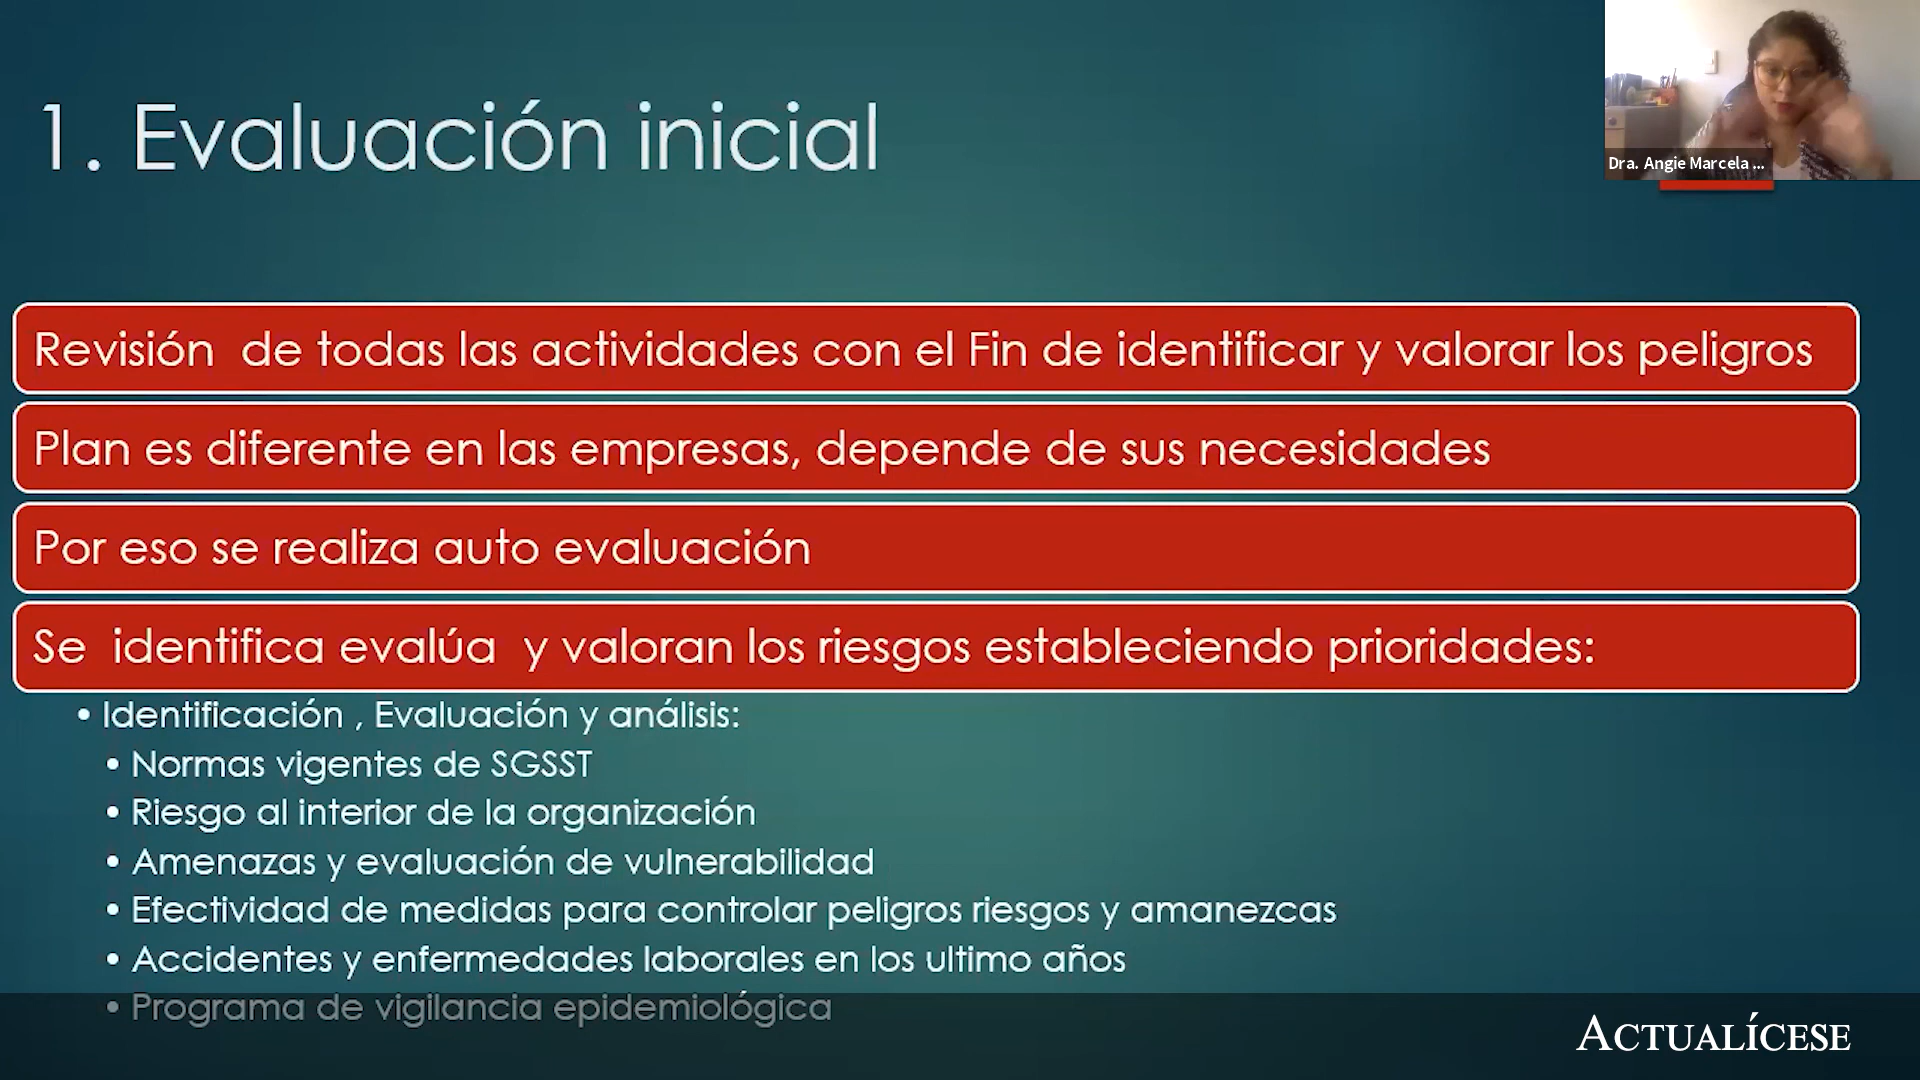 1. Evaluación inicial
Dra. Angie Marcela ...
Revisión de todas las actividades con el Fin de identificar y valorar los peligros
Plan es diferente en las empresas, depende de sus necesidades
Por eso se realiza auto evaluación
Se identifica evalúa y valoran los riesgos estableciendo prioridades:
• Identificación , Evaluación y análisis:
• Normas vigentes de SGSST
• Riesgo al interior de la organización
• Amenazas y evaluación de vulnerabilidad
• Efectividad de medidas para controlar peligros riesgos y amanezcas
• Accidentes y enfermedades laborales en los ultimo años
• Programa de vigilancia epidemiológica
ACTUALÍCESE